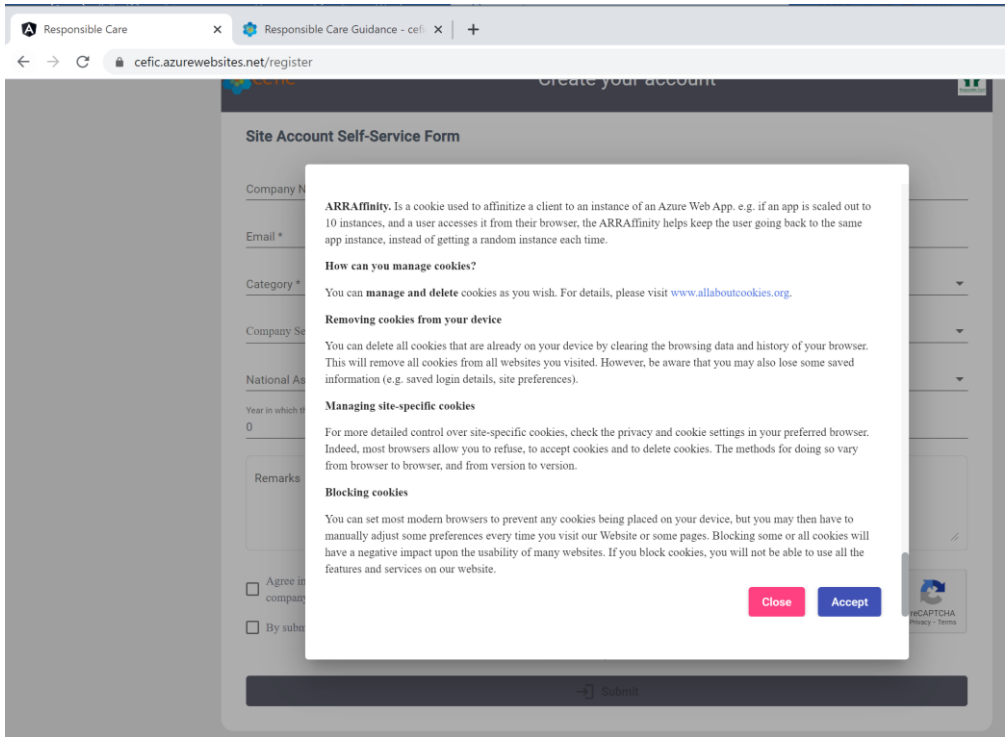 Responsible Care
Responsible Care Guidance - cefi
cefic.azurewebsites.net/register
cefic
Create your account
Site Account Self-Service Form
Company N
Email *
Category *
Company Se
National As
Year in which th
0
Remarks
Agree in
company
By subm
ARRAffinity. Is a cookie used to affinitize a client to an instance of an Azure Web App. e.g. if an app is scaled out to
10 instances, and a user accesses it from their browser, the ARRAffinity helps keep the user going back to the same
app instance, instead of getting a random instance each time.
How can you manage cookies?
You can manage and delete cookies as you wish. For details, please visit www.allaboutcookies.org.
Removing cookies from your device
You can delete all cookies that are already on your device by clearing the browsing data and history of your browser.
This will remove all cookies from all websites you visited. However, be aware that you may also lose some saved
information (e.g. saved login details, site preferences).
Managing site-specific cookies
For more detailed control over site-specific cookies, check the privacy and cookie settings in your preferred browser.
Indeed, most browsers allow you to refuse, to accept cookies and to delete cookies. The methods for doing so vary
from browser to browser, and from version to version.
Blocking cookies
You can set most modern browsers to prevent any cookies being placed on your device, but you may then have to
manually adjust some preferences every time you visit our Website or some pages. Blocking some or all cookies will
have a negative impact upon the usability of many websites. If you block cookies, you will not be able to use all the
features and services on our website.
Close Accept
reCAPTCHA
Privacy - Terms
Submit